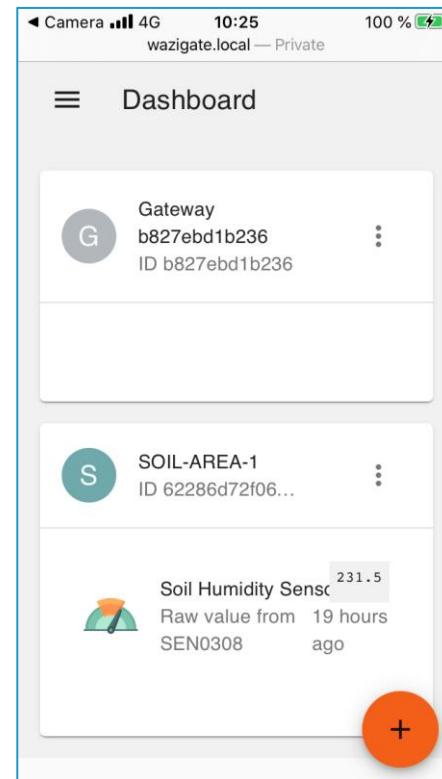 ◀ Camera 4G 10:25 100 %
wazigate.local — Private
Dashboard
G
Gateway
b827ebd1b236
ID b827ebd1b236
S
SOIL-AREA-1
ID 62286d72f06…
231.5
Soil Humidity Senso
Raw value from 19 hours
SEN0308 ago
+